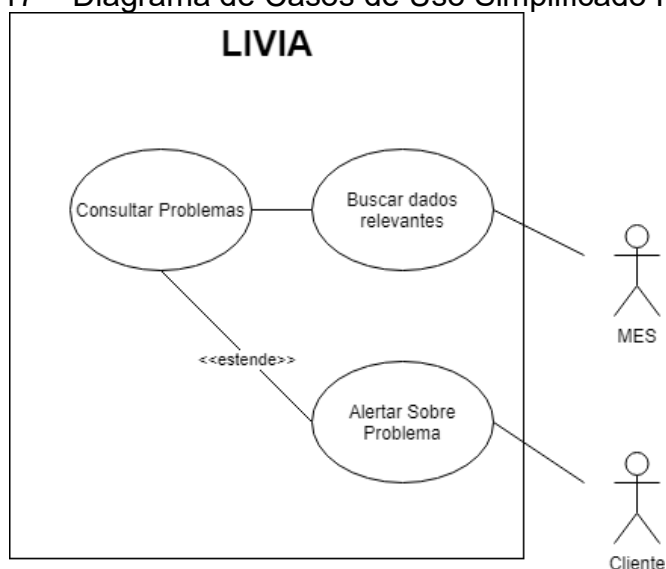 Diagrama de Casos de Uso Simplificado
LIVIA
Consultar Problemas
Buscar dados
relevantes
MES
<<estende>>
Alertar Sobre
Problema
Cliente